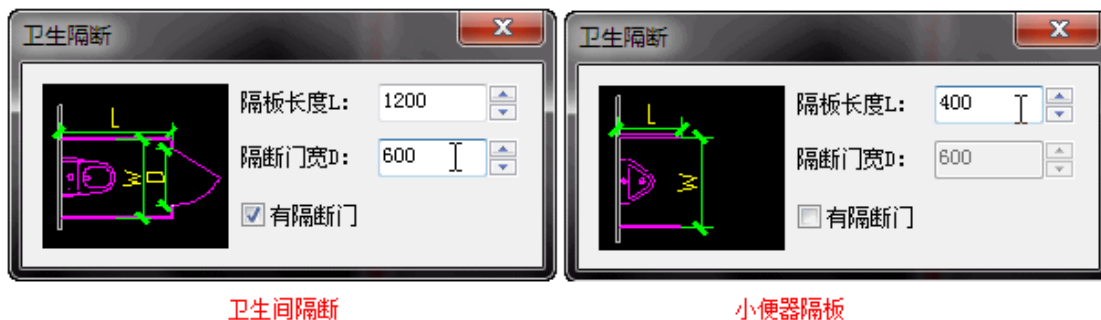 卫生隔断
隔板长度L: 1200
L
隔断门宽D: 600
W D
有隔断门
卫生间隔断
卫生隔断
隔板长度L: 400
L
隔断门宽D: 600
W
有隔断门
小便器隔板